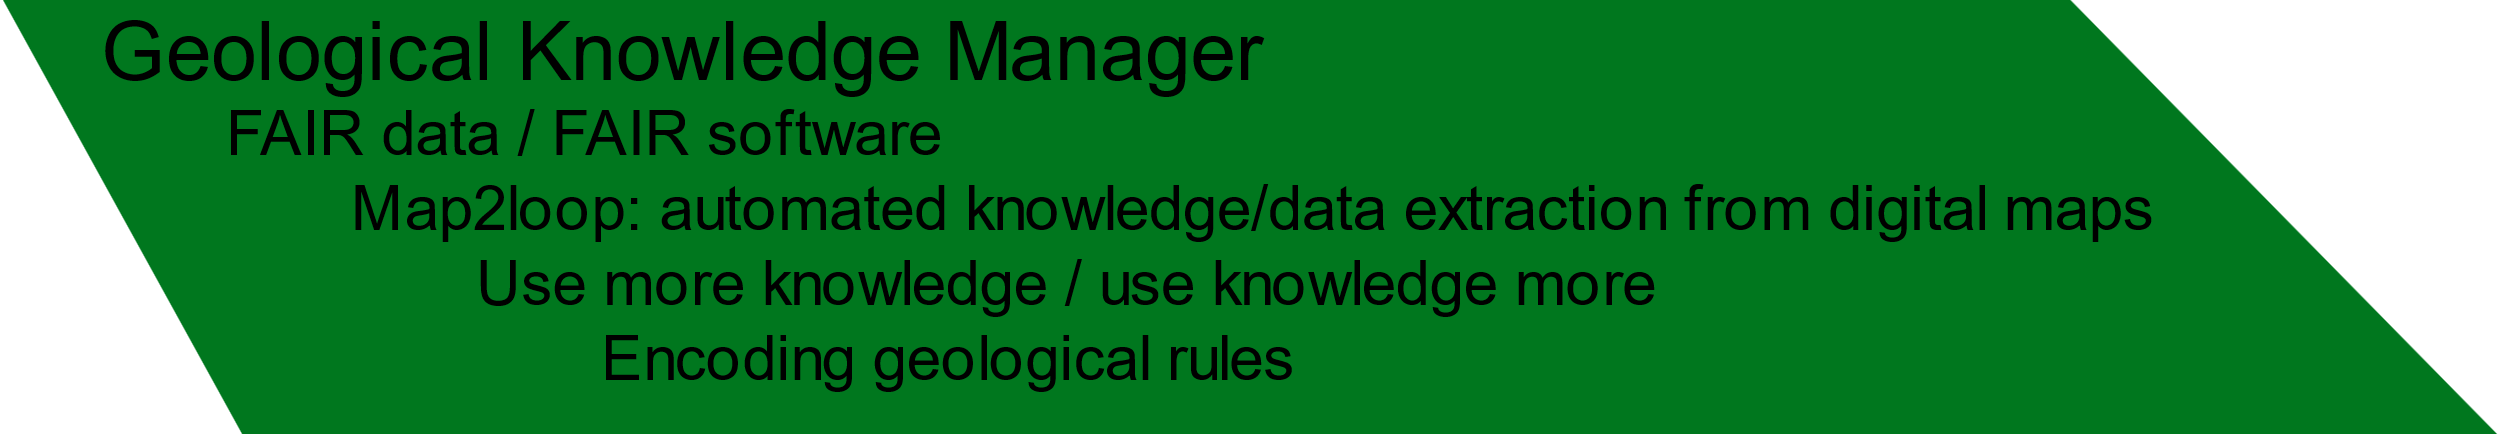 Geological Knowledge Manager
FAIR data / FAIR software
Map2loop: automated knowledge/data extraction from digital maps
Use more knowledge / use knowledge more
Encoding geological rules